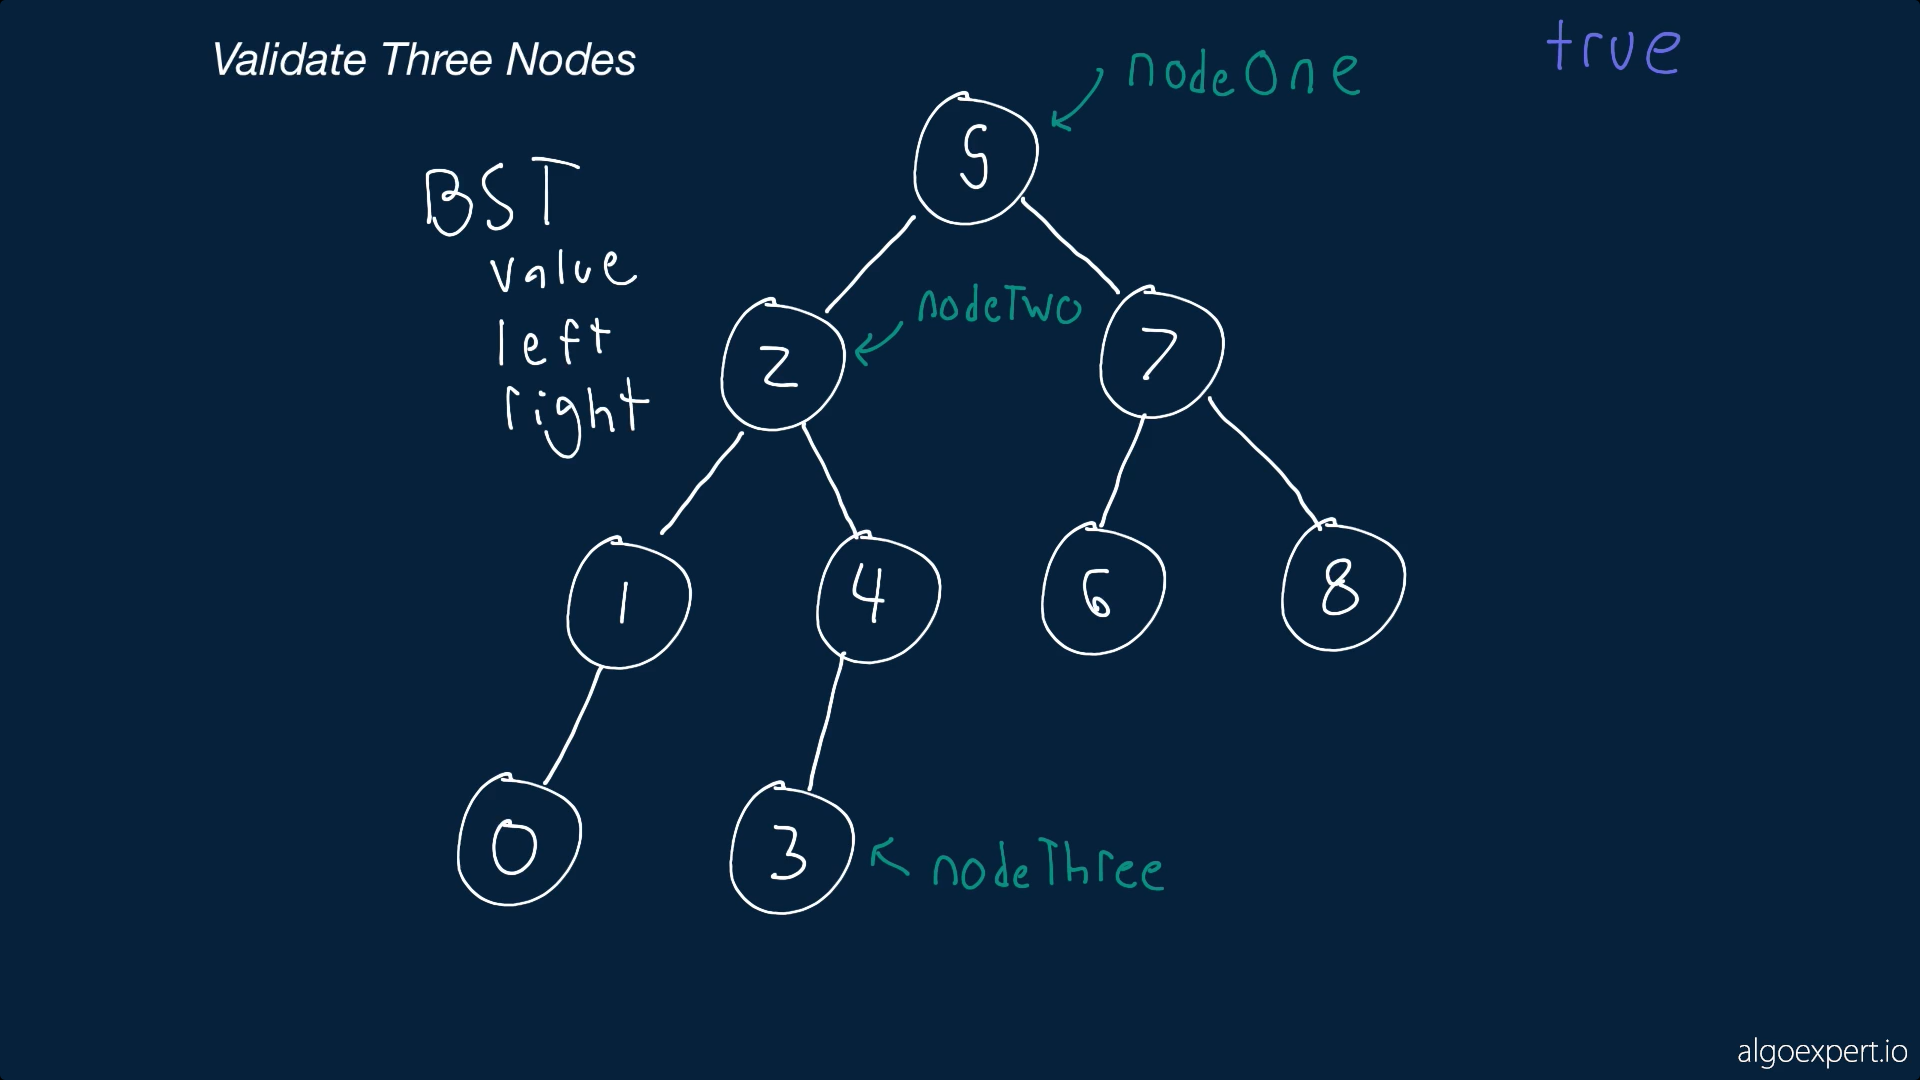 Validate Three Nodes
true
nodeOne
5
BST
value
left
right
nodeTwo
2
7
1
4
6
8
0
3
nodeThree
algoexpert.io